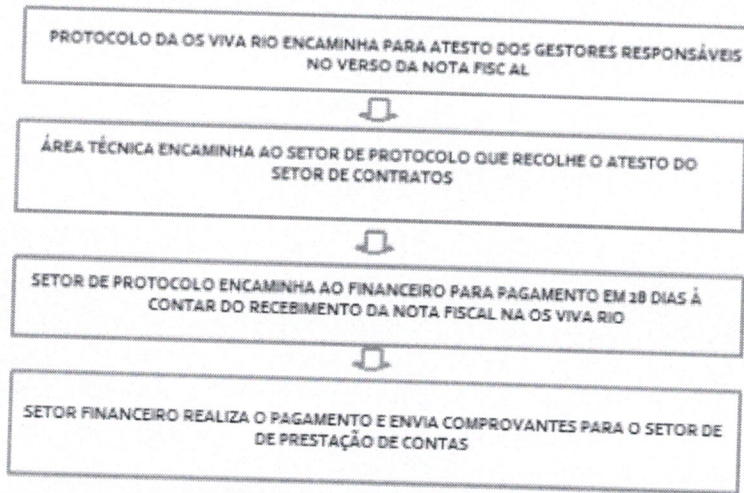 PROTOCOLO DA OS VIVA RIO ENCAMINHA PARA ATESTO DOS GESTORES RESPONSÁVEIS
NO VERSO DA NOTA FISCAL
ÁREA TÉCNICA ENCAMINHA AO SETOR DE PROTOCOLO QUE RECOLHE O ATESTO DO
SETOR DE CONTRATOS
SETOR DE PROTOCOLO ENCAMINHA AO FINANCEIRO PARA PAGAMENTO EM 28 DIAS À
CONTAR DO RECEBIMENTO DA NOTA FISCAL NA OS VIVA RIO
SETOR FINANCEIRO REALIZA O PAGAMENTO E ENVIA COMPROVANTES PARA O SETOR DE
DE PRESTAÇÃO DE CONTAS